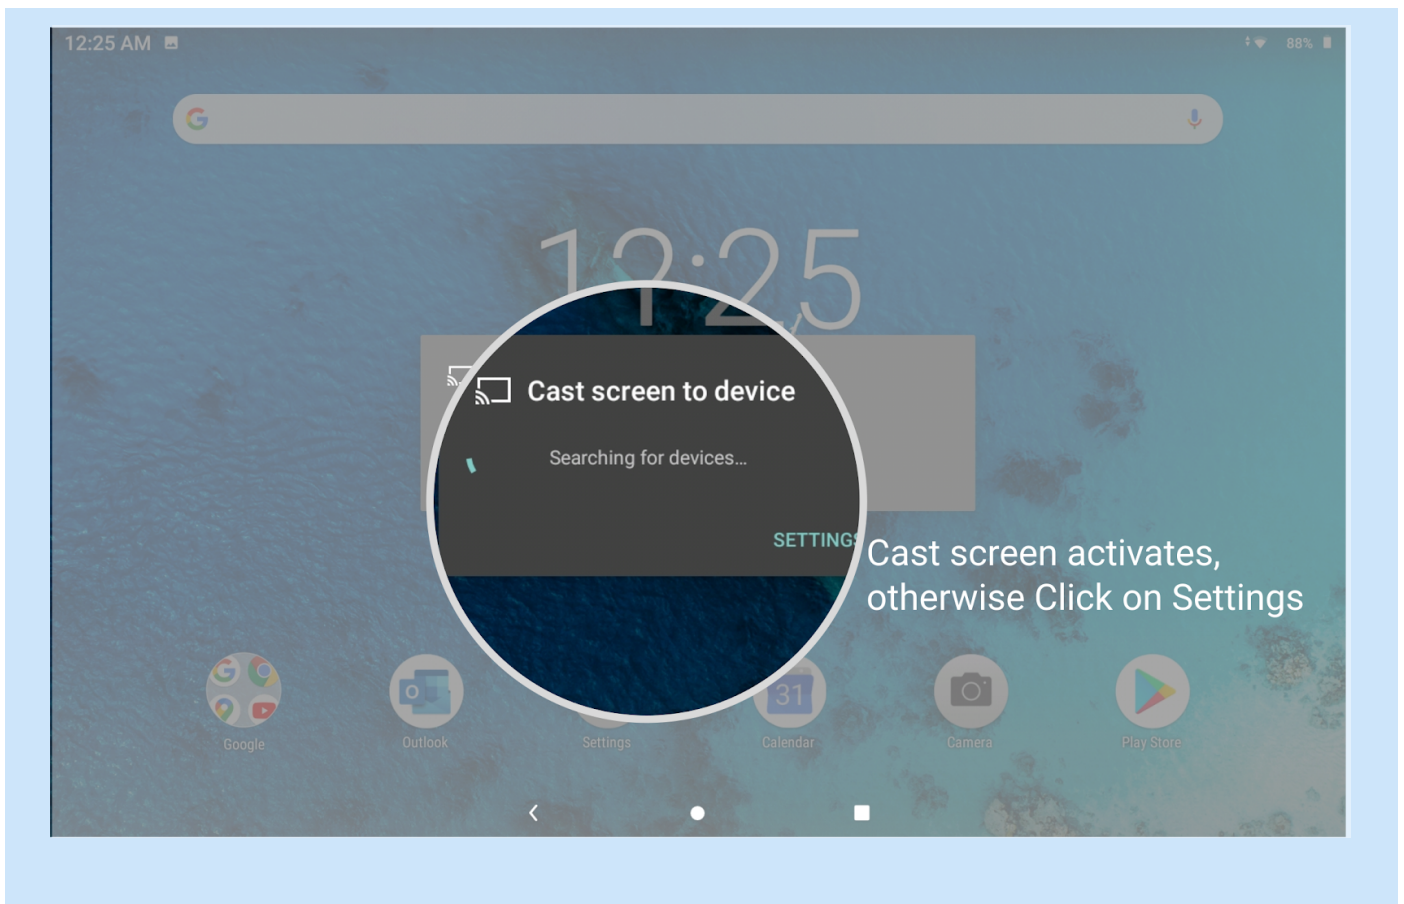 12:25 AM
88%
12:25
Cast screen to device
Searching for devices...
SETTINGS
Cast screen activates,
otherwise Click on Settings
31
Google
Outlook
Settings
Calendar
Camera
Play Store